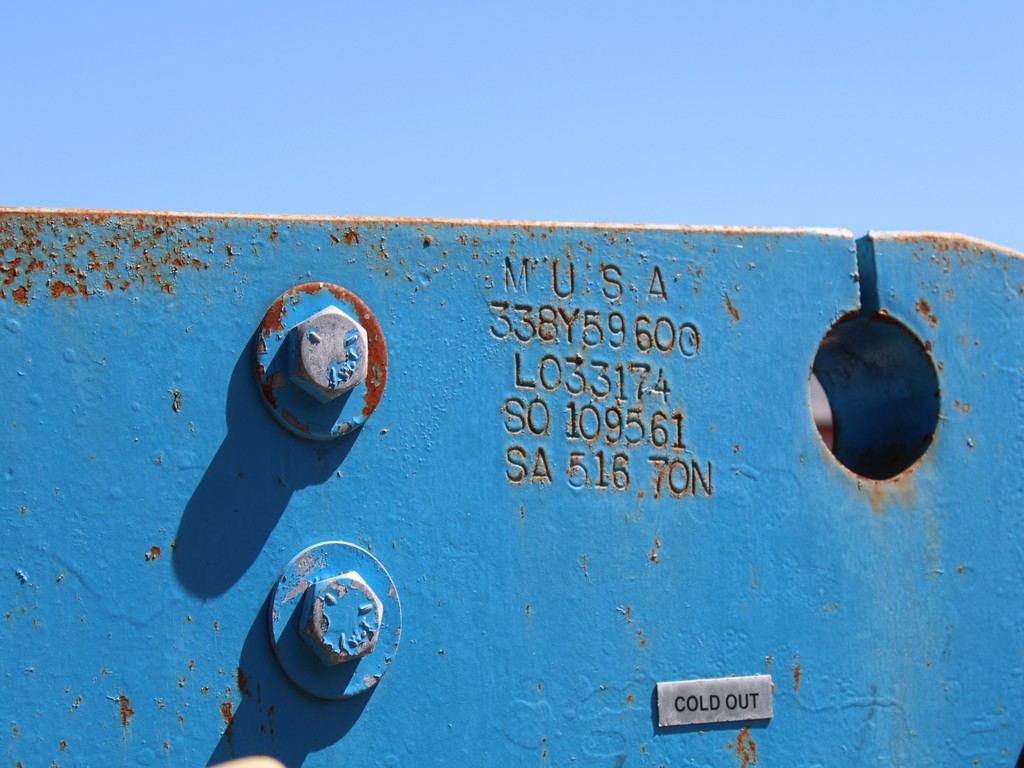 M U S A
338Y59600
L033174
SO 109561
SA 516 70N
COLD OUT